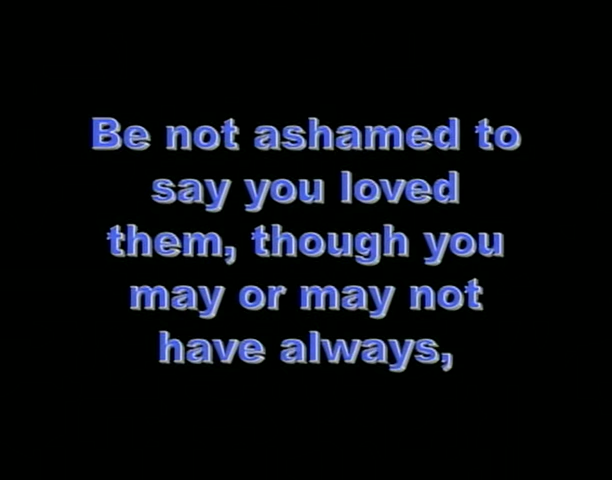 Be not ashamed to
say you loved
them, though you
may or may not
have always,